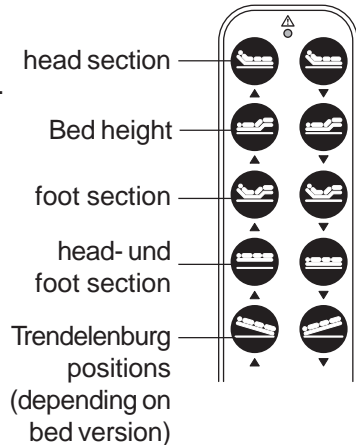 head section
Bed height
foot section
head- und
foot section
Trendelenburg
positions
(depending on
bed version)